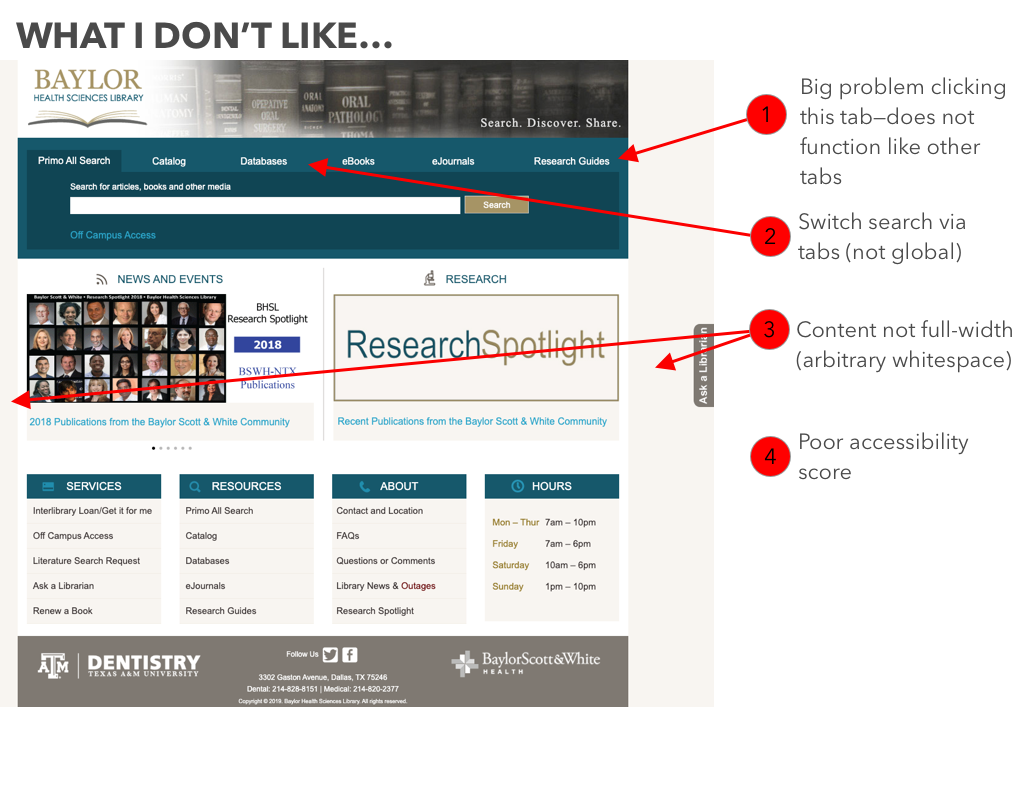 WHAT I DON'T LIKE...
BAYLOR
HEALTH SCIENCES LIBRARY
OPERATIVE
ORAL
SURGERY
ORAL
ANATOMY
ORAL
PATHOLOGY
THOMA
Search. Discover. Share.
Primo All Search
Catalog
Databases
eBooks
eJournals
Research Guides
Search for articles, books and other media
Search
Off Campus Access
1
Big problem clicking
this tab—does not
function like other
tabs
2
Switch search via
tabs (not global)
3
Content not full-width
(arbitrary whitespace)
4
Poor accessibility
score
NEWS AND EVENTS
Baylor Scott & White • Research Spotlight 2018 • Baylor Health Sciences Library
BHSL
Research Spotlight
2018
BSWH-NTX
Publications
2018 Publications from the Baylor Scott & White Community
RESEARCH
ResearchSpotlight
Recent Publications from the Baylor Scott & White Community
Ask a Librarian
SERVICES
Interlibrary Loan/Get it for me
Off Campus Access
Literature Search Request
Ask a Librarian
Renew a Book
RESOURCES
Primo All Search
Catalog
Databases
eJournals
Research Guides
ABOUT
Contact and Location
FAQs
Questions or Comments
Library News & Outages
Research Spotlight
HOURS
Mon – Thur 7am – 10pm
Friday 7am – 6pm
Saturday 10am – 6pm
Sunday 1pm – 10pm
ATM
DENTISTRY
TEXAS A&M UNIVERSITY
Follow Us
3302 Gaston Avenue, Dallas, TX 75246
Dental: 214-828-8151 | Medical: 214-820-2377
Copyright © 2019. Baylor Health Sciences Library. All rights reserved.
BaylorScott&White
HEALTH